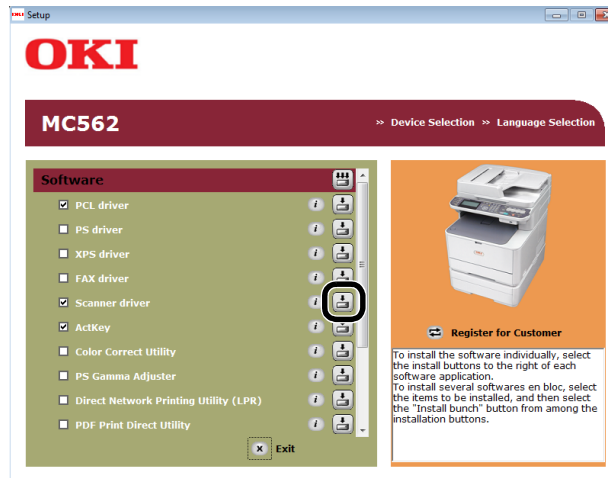 OKI Setup
OKI
MC562
» Device Selection » Language Selection
Software
PCL driver
PS driver
XPS driver
FAX driver
Scanner driver
ActKey
Color Correct Utility
PS Gamma Adjuster
Direct Network Printing Utility (LPR)
PDF Print Direct Utility
x Exit
Register for Customer
To install the software individually, select
the install buttons to the right of each
software application.
To install several softwares en bloc, select
the items to be installed, and then select
the "Install bunch" button from among the
installation buttons.